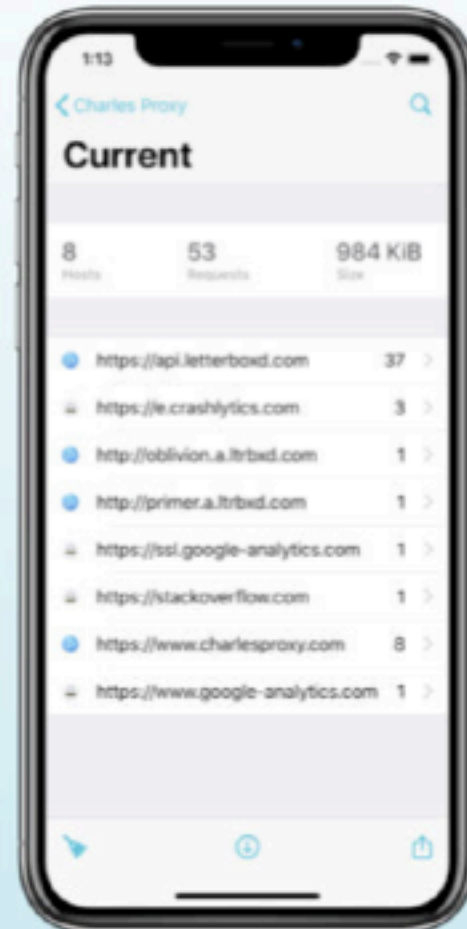 1:13
Charles Proxy
Current
8 53 984 KiB
Hosts Requests Size
https://api.letterboxd.com 37
https://e.crashlytics.com 3
http://oblivion.a.ltrbxd.com 1
http://primer.a.ltrbxd.com 1
https://ssl.google-analytics.com 1
https://stackoverflow.com 1
https://www.charlesproxy.com 8
https://www.google-analytics.com 1